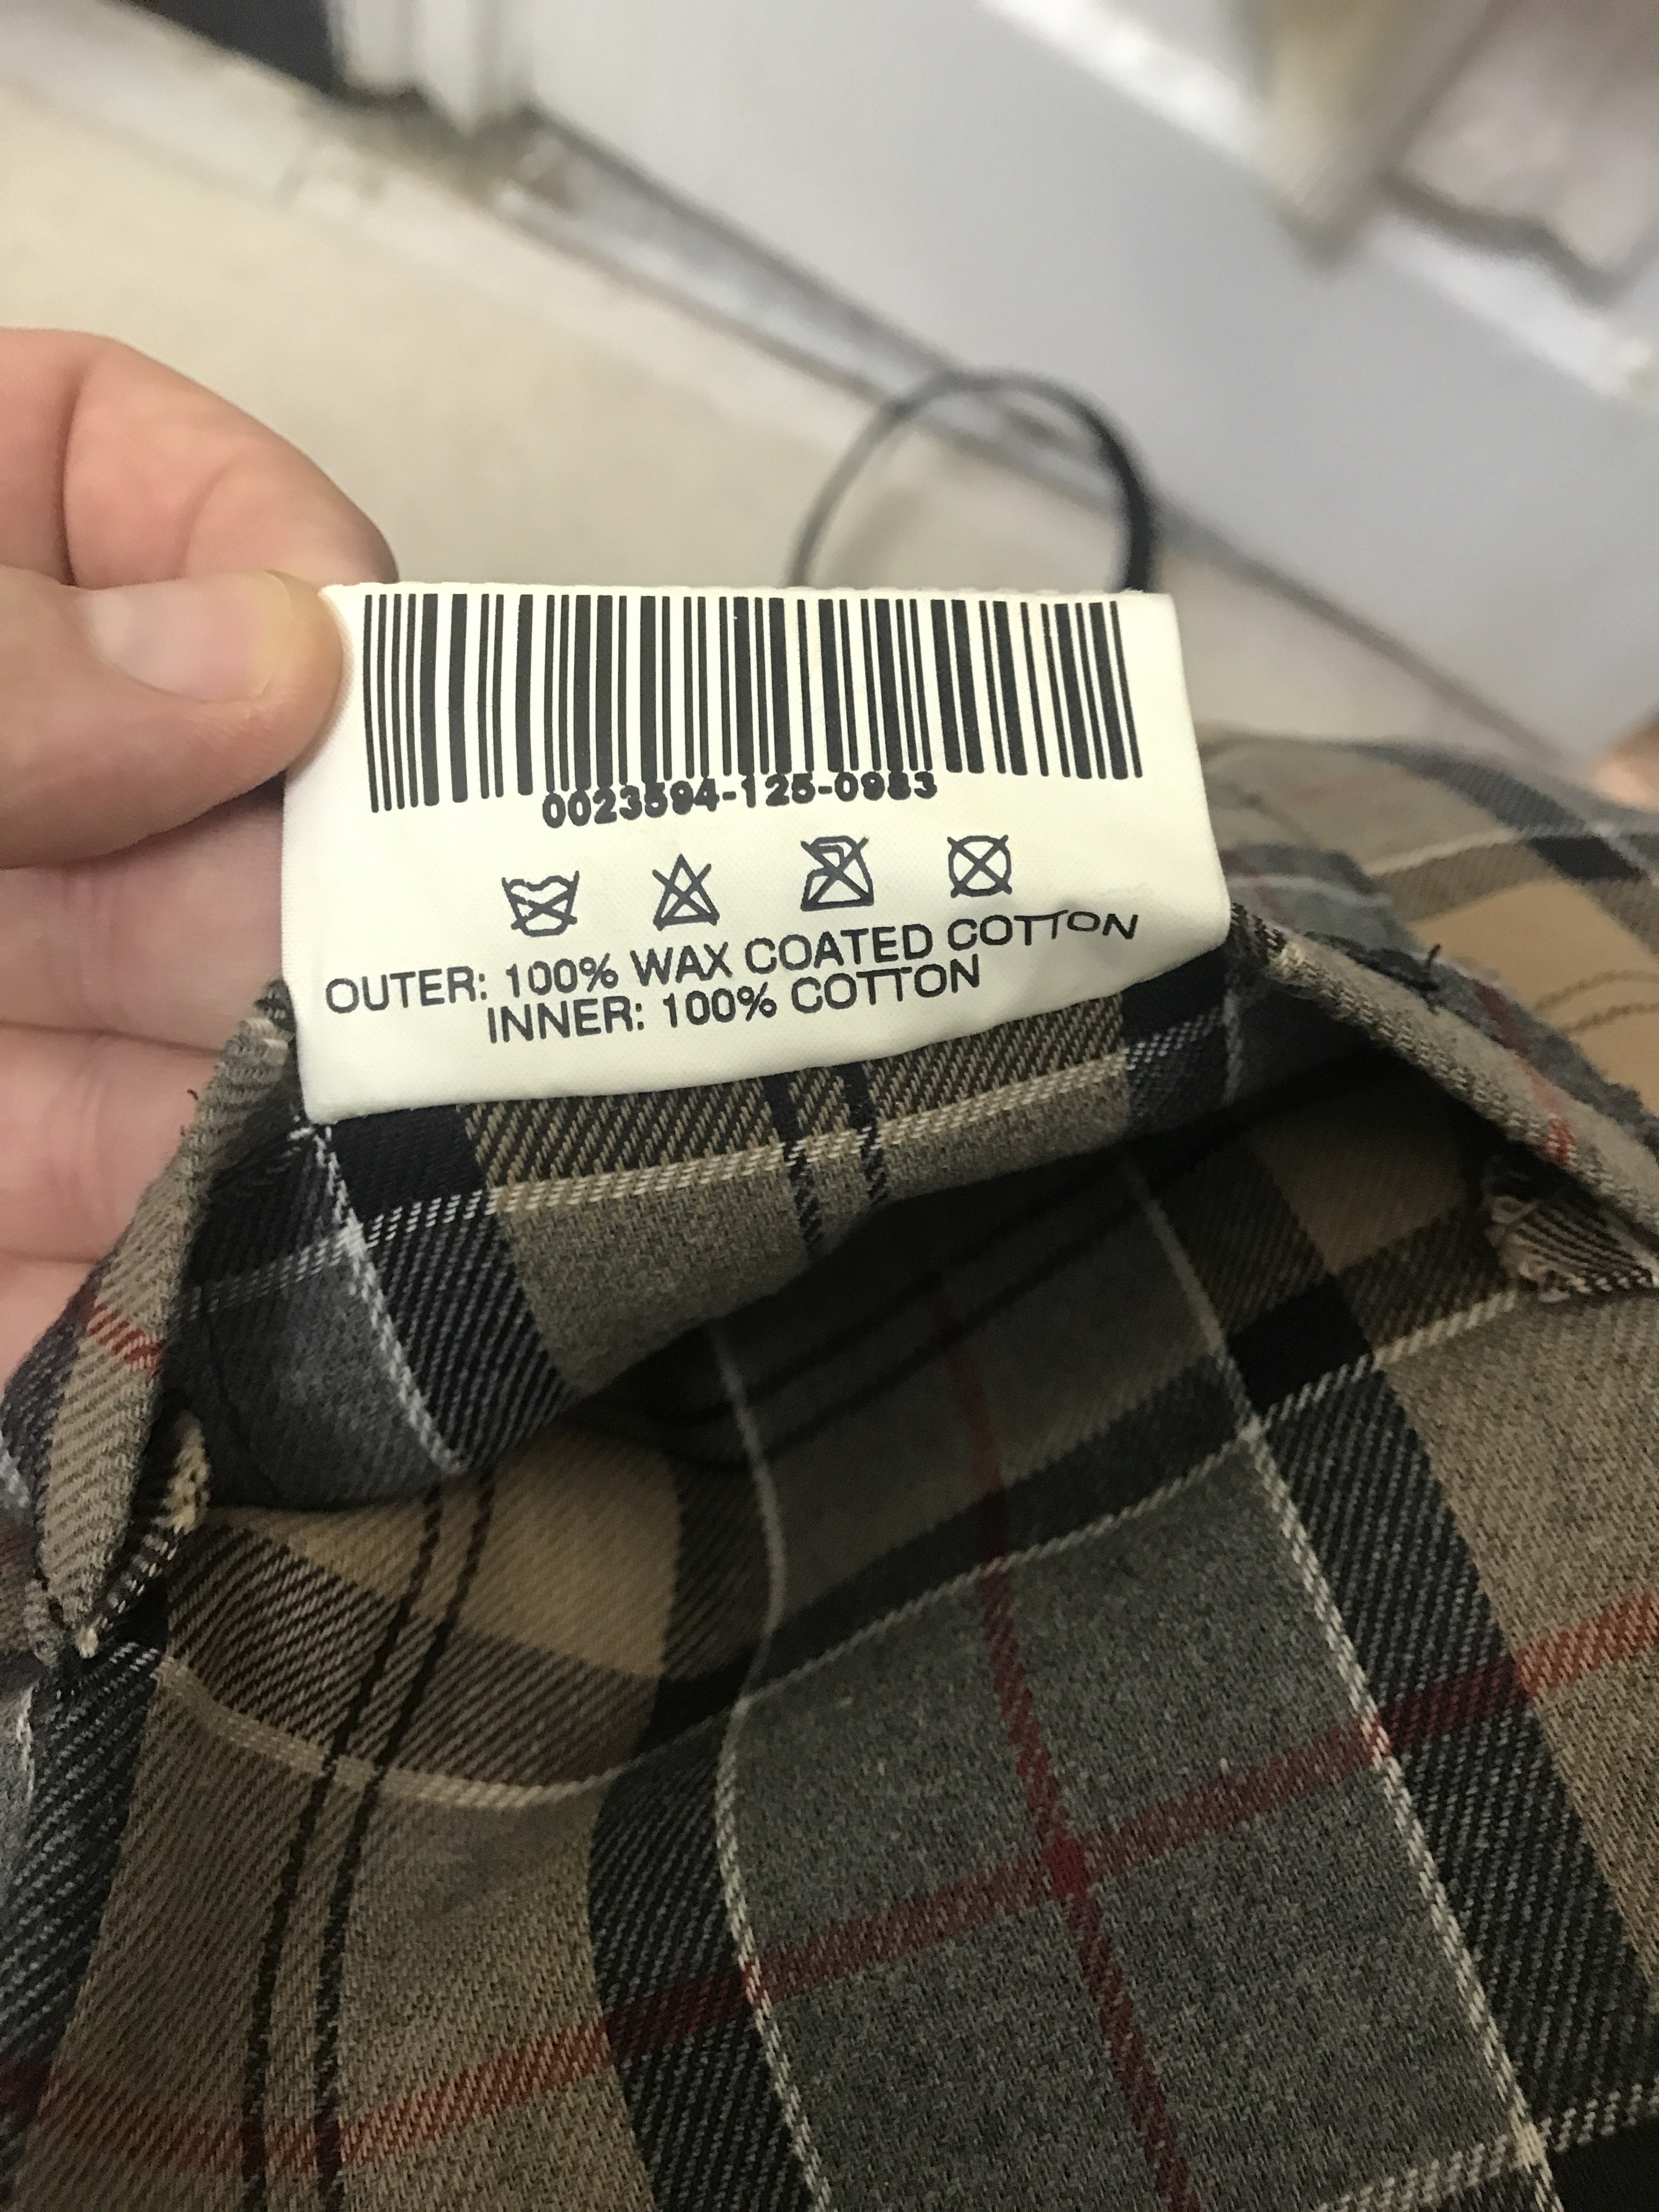 0023594-125-0983
OUTER: 100% WAX COATED COTTON
INNER: 100% COTTON